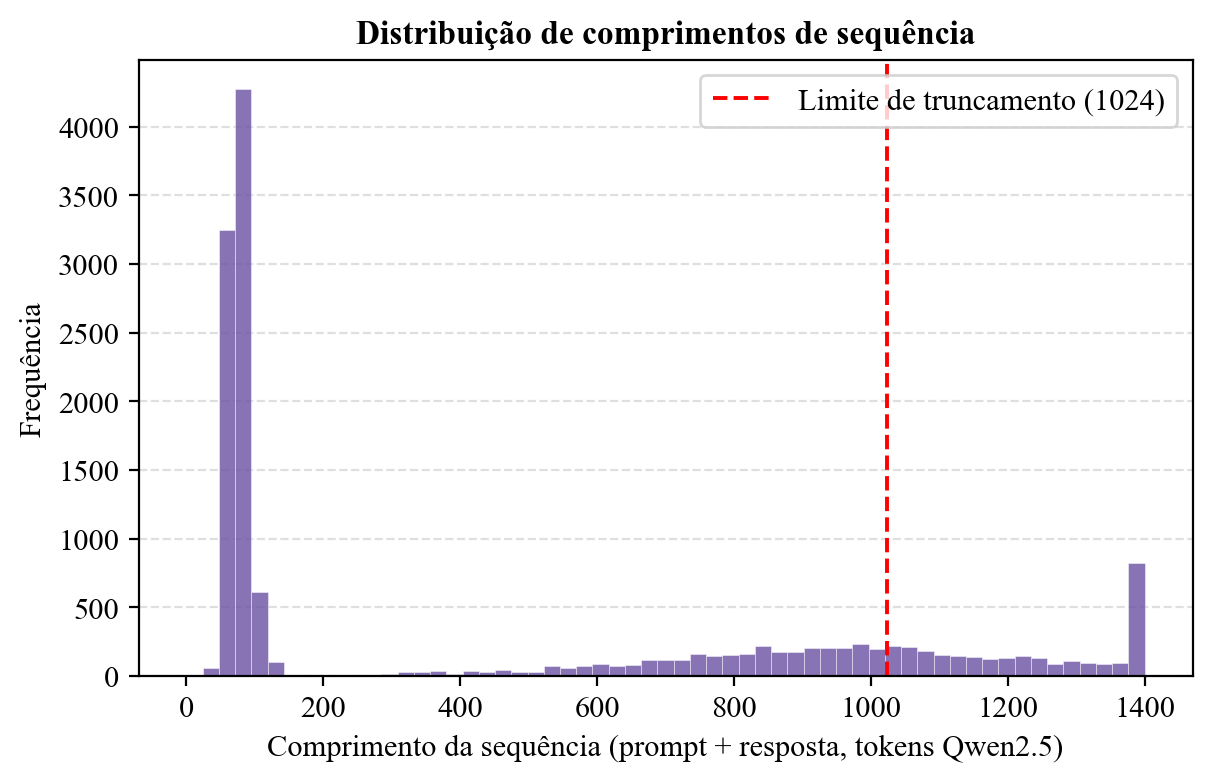 Distribuição de comprimentos de sequência
Limite de truncamento (1024)
Frequência
4000
3500
3000
2500
2000
1500
1000
500
0
0 200 400 600 800 1000 1200 1400
Comprimento da sequência (prompt + resposta, tokens Qwen2.5)